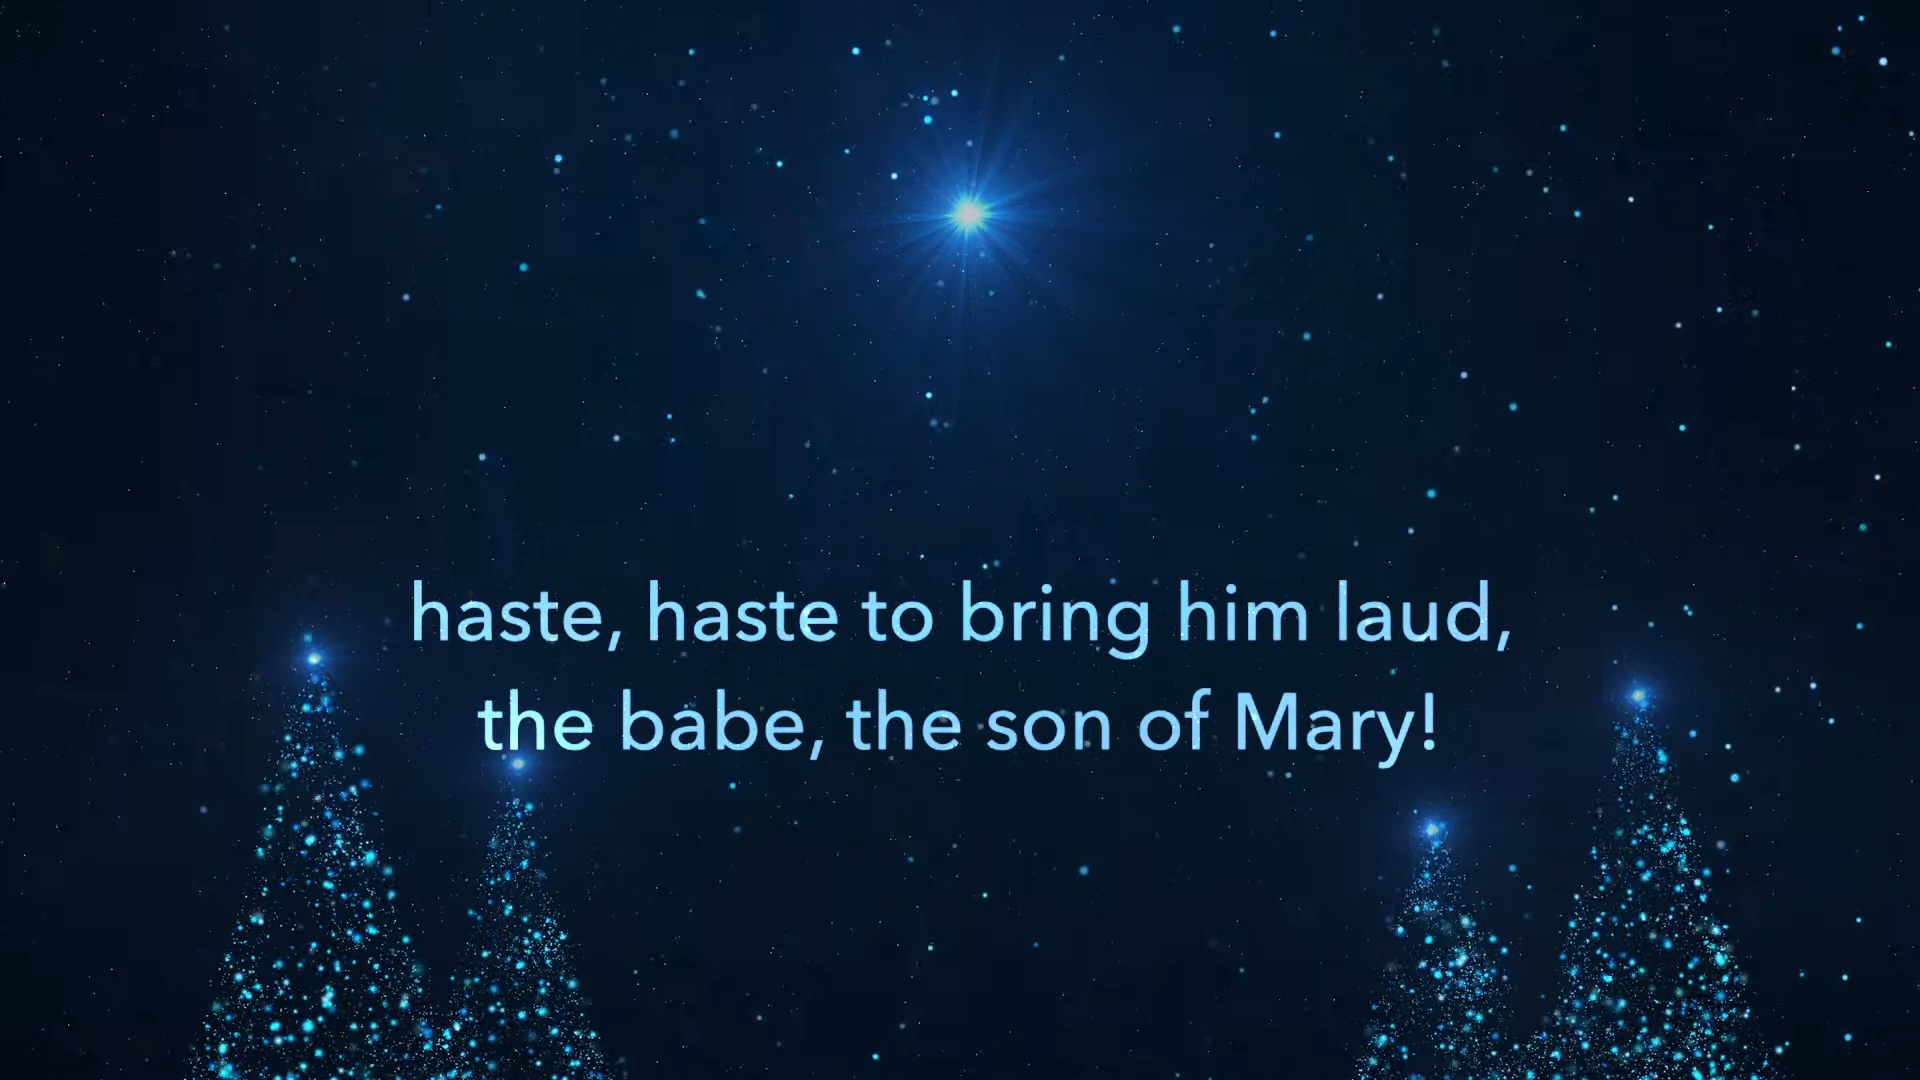 haste, haste to bring him laud,
the babe, the son of Mary!